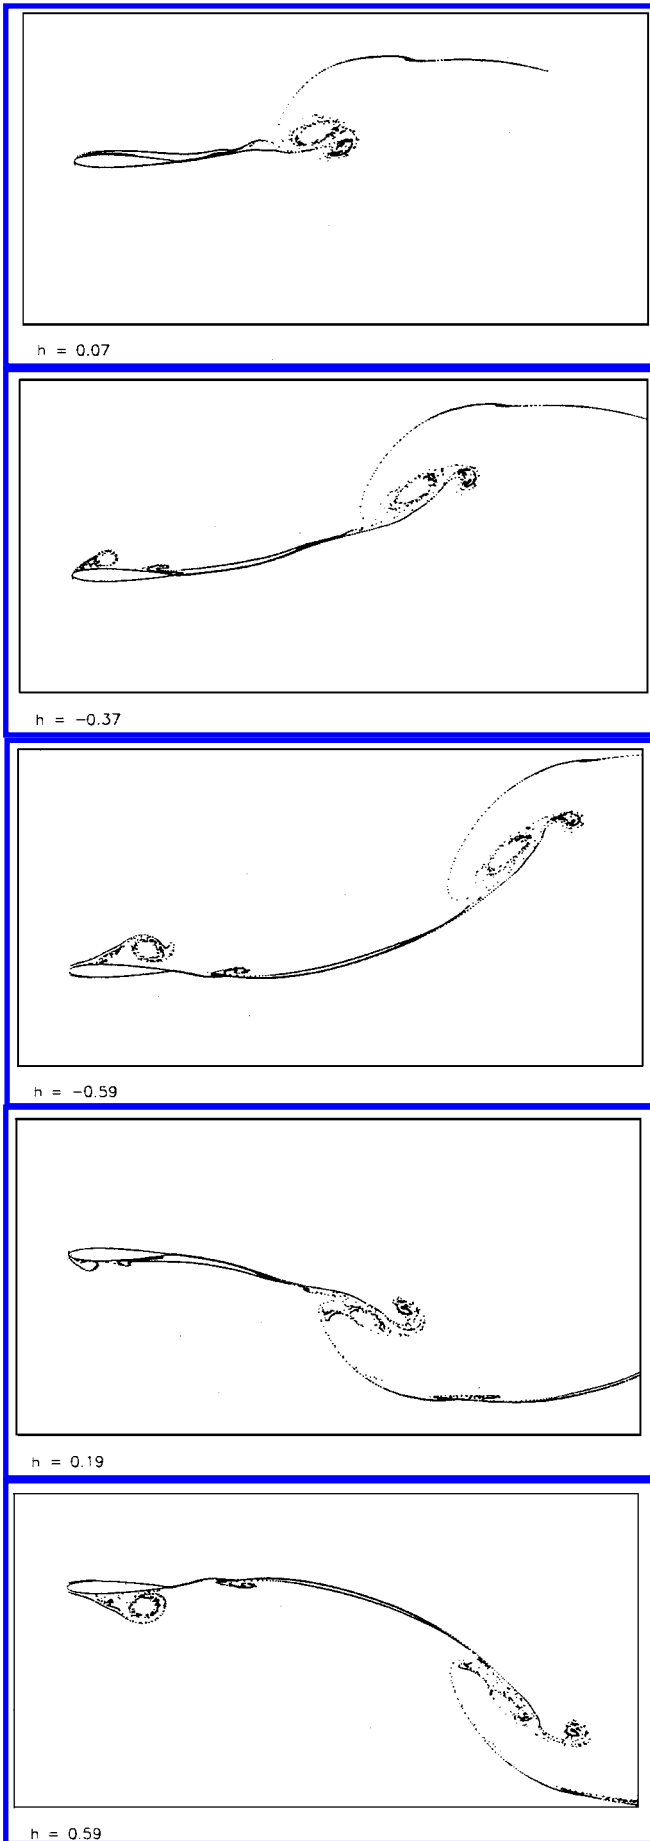 h = 0.07
h = −0.37
h = −0.59
h = 0.19
h = 0.59